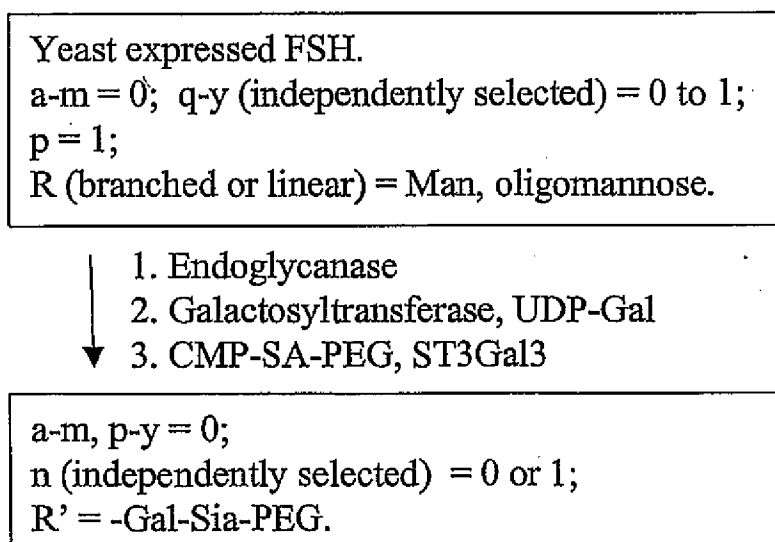 Yeast expressed FSH.
a-m = 0; q-y (independently selected) = 0 to 1;
p = 1;
R (branched or linear) = Man, oligomannose.
1. Endoglycanase
2. Galactosyltransferase, UDP-Gal
3. CMP-SA-PEG, ST3Gal3
a-m, p-y = 0;
n (independently selected) = 0 or 1;
R’ = -Gal-Sia-PEG.